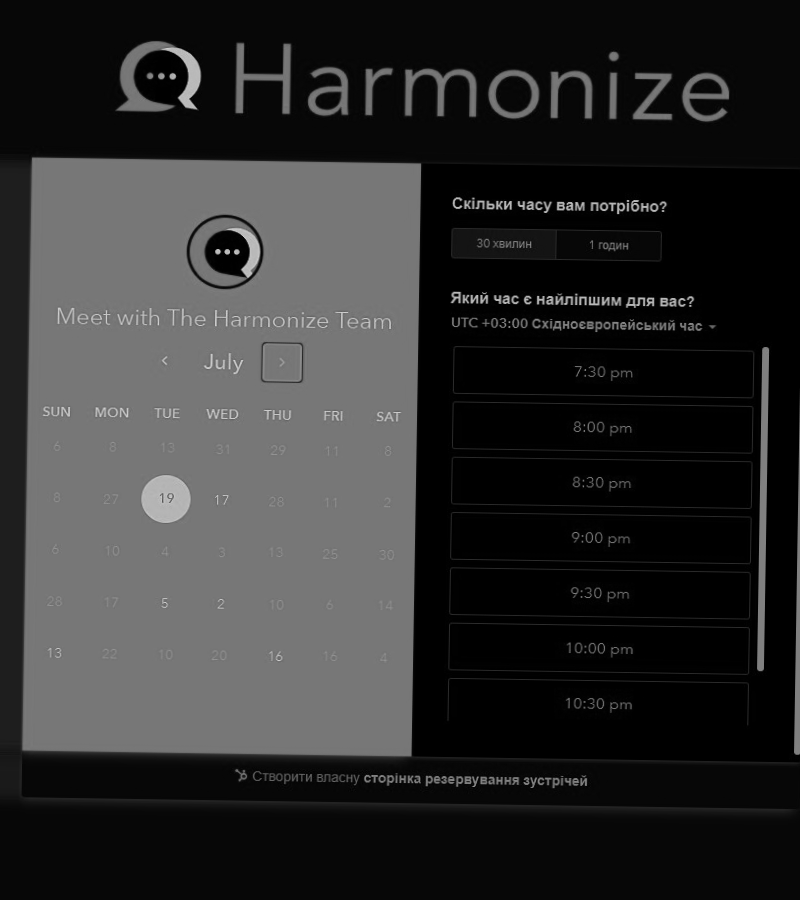 Harmonize
Meet with The Harmonize Team
July
SUN MON TUE WED THU FRI SAT
6 8 13 31 29 11 8
8 27 19 17 28 11 2
6 10 4 3 13 25 30
28 17 5 2 10 6 14
13 22 10 20 16 16 4
Скільки часу вам потрібно?
30 хвилин 1 годин
Який час є найліпшим для вас?
UTC +03:00 Східноєвропейський час
7:30 pm
8:00 pm
8:30 pm
9:00 pm
9:30 pm
10:00 pm
10:30 pm
Створити власну сторінка резервування зустрічей